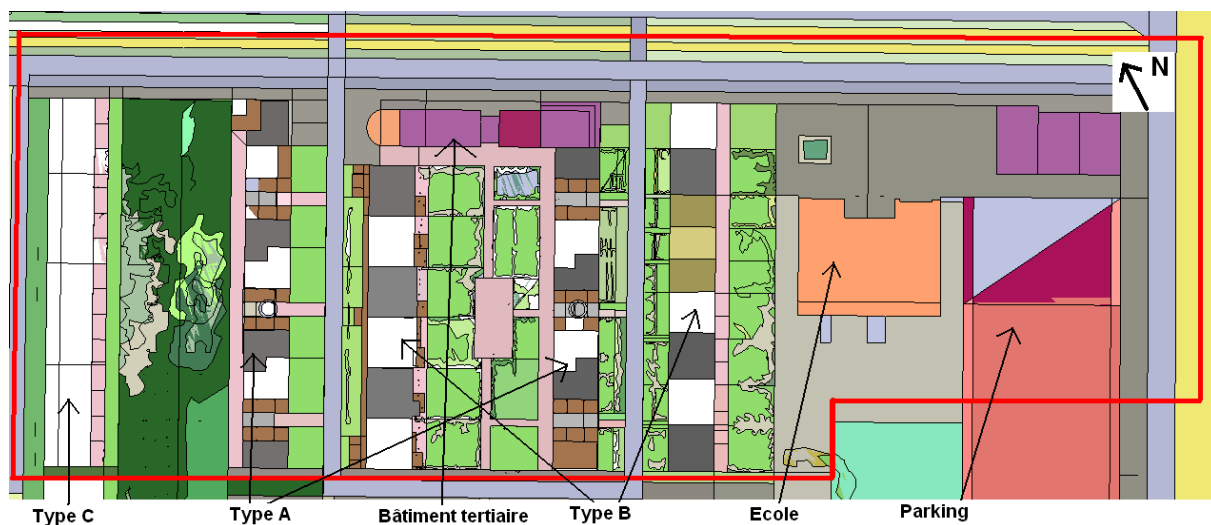 N
Type C
Type A
Bâtiment tertiaire
Type B
Ecole
Parking